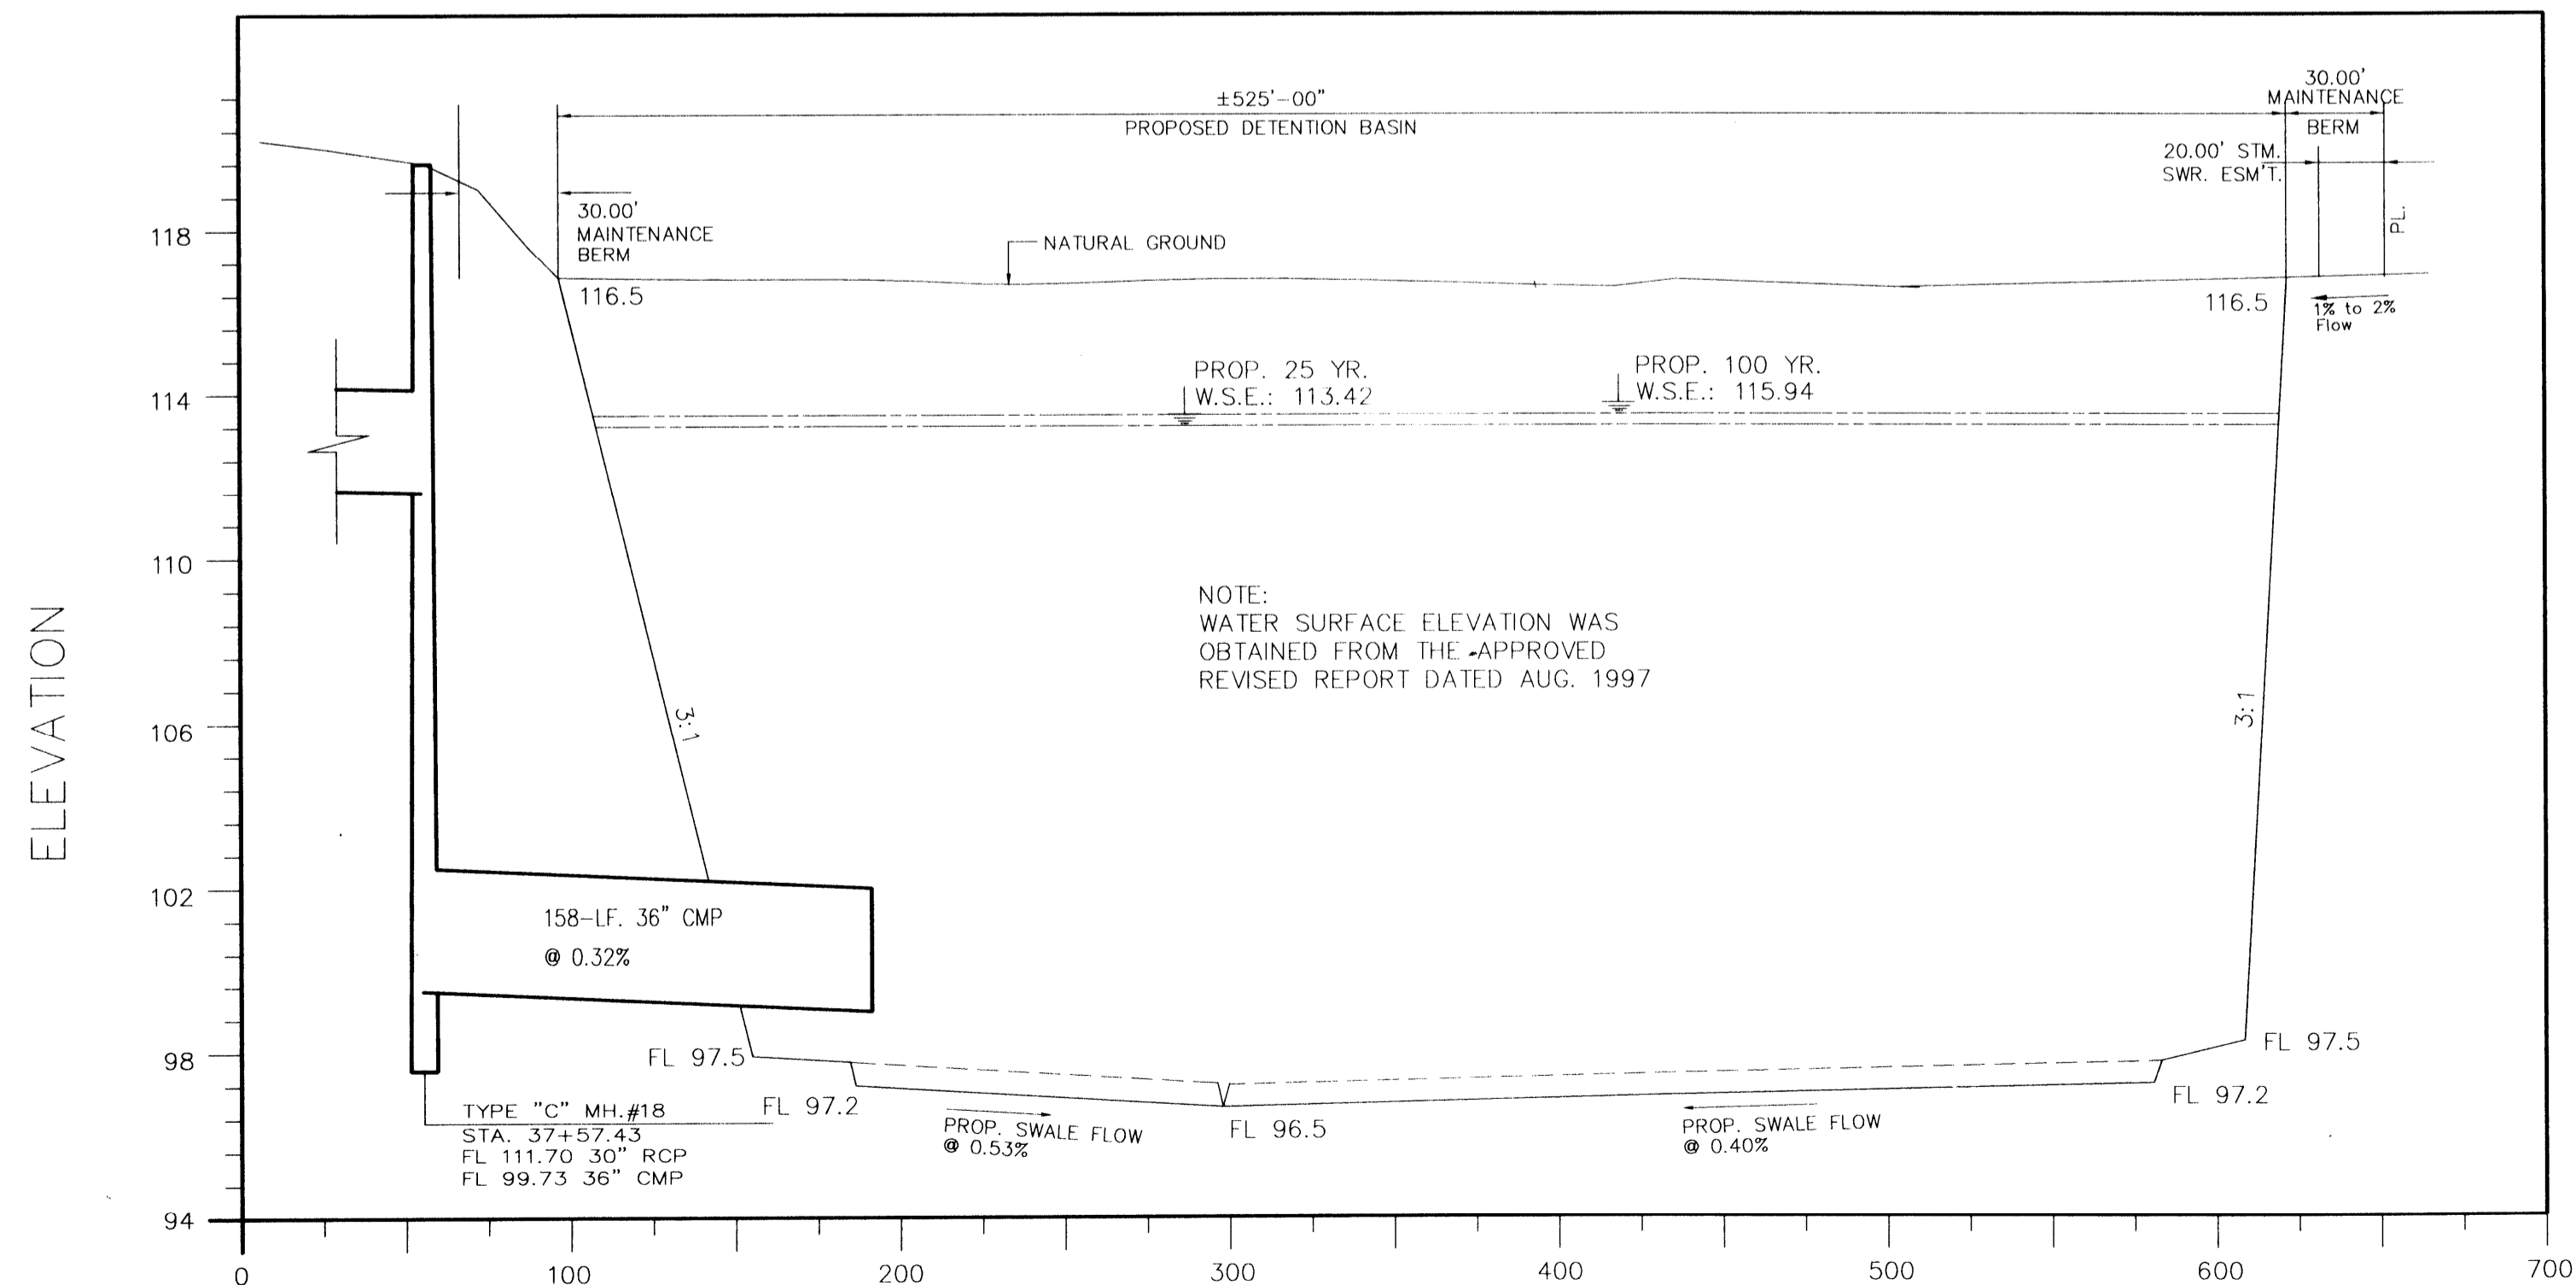 ±525'-00"
PROPOSED DETENTION BASIN
30.00'
MAINTENANCE
BERM
20.00' STM.
SWR. ESM'T.
PL.
30.00'
MAINTENANCE
BERM
NATURAL GROUND
116.5
116.5
1% to 2%
Flow
PROP. 25 YR.
W.S.E.: 113.42
PROP. 100 YR.
W.S.E.: 115.94
NOTE:
WATER SURFACE ELEVATION WAS
OBTAINED FROM THE APPROVED
REVISED REPORT DATED AUG. 1997
3:1
3:1
158-LF. 36" CMP
@ 0.32%
FL 97.5
FL 97.5
FL 97.2
FL 97.2
FL 96.5
PROP. SWALE FLOW
@ 0.53%
PROP. SWALE FLOW
@ 0.40%
TYPE "C" MH.#18
STA. 37+57.43
FL 111.70 30" RCP
FL 99.73 36" CMP
ELEVATION
118
114
110
106
102
98
94
0 100 200 300 400 500 600 700